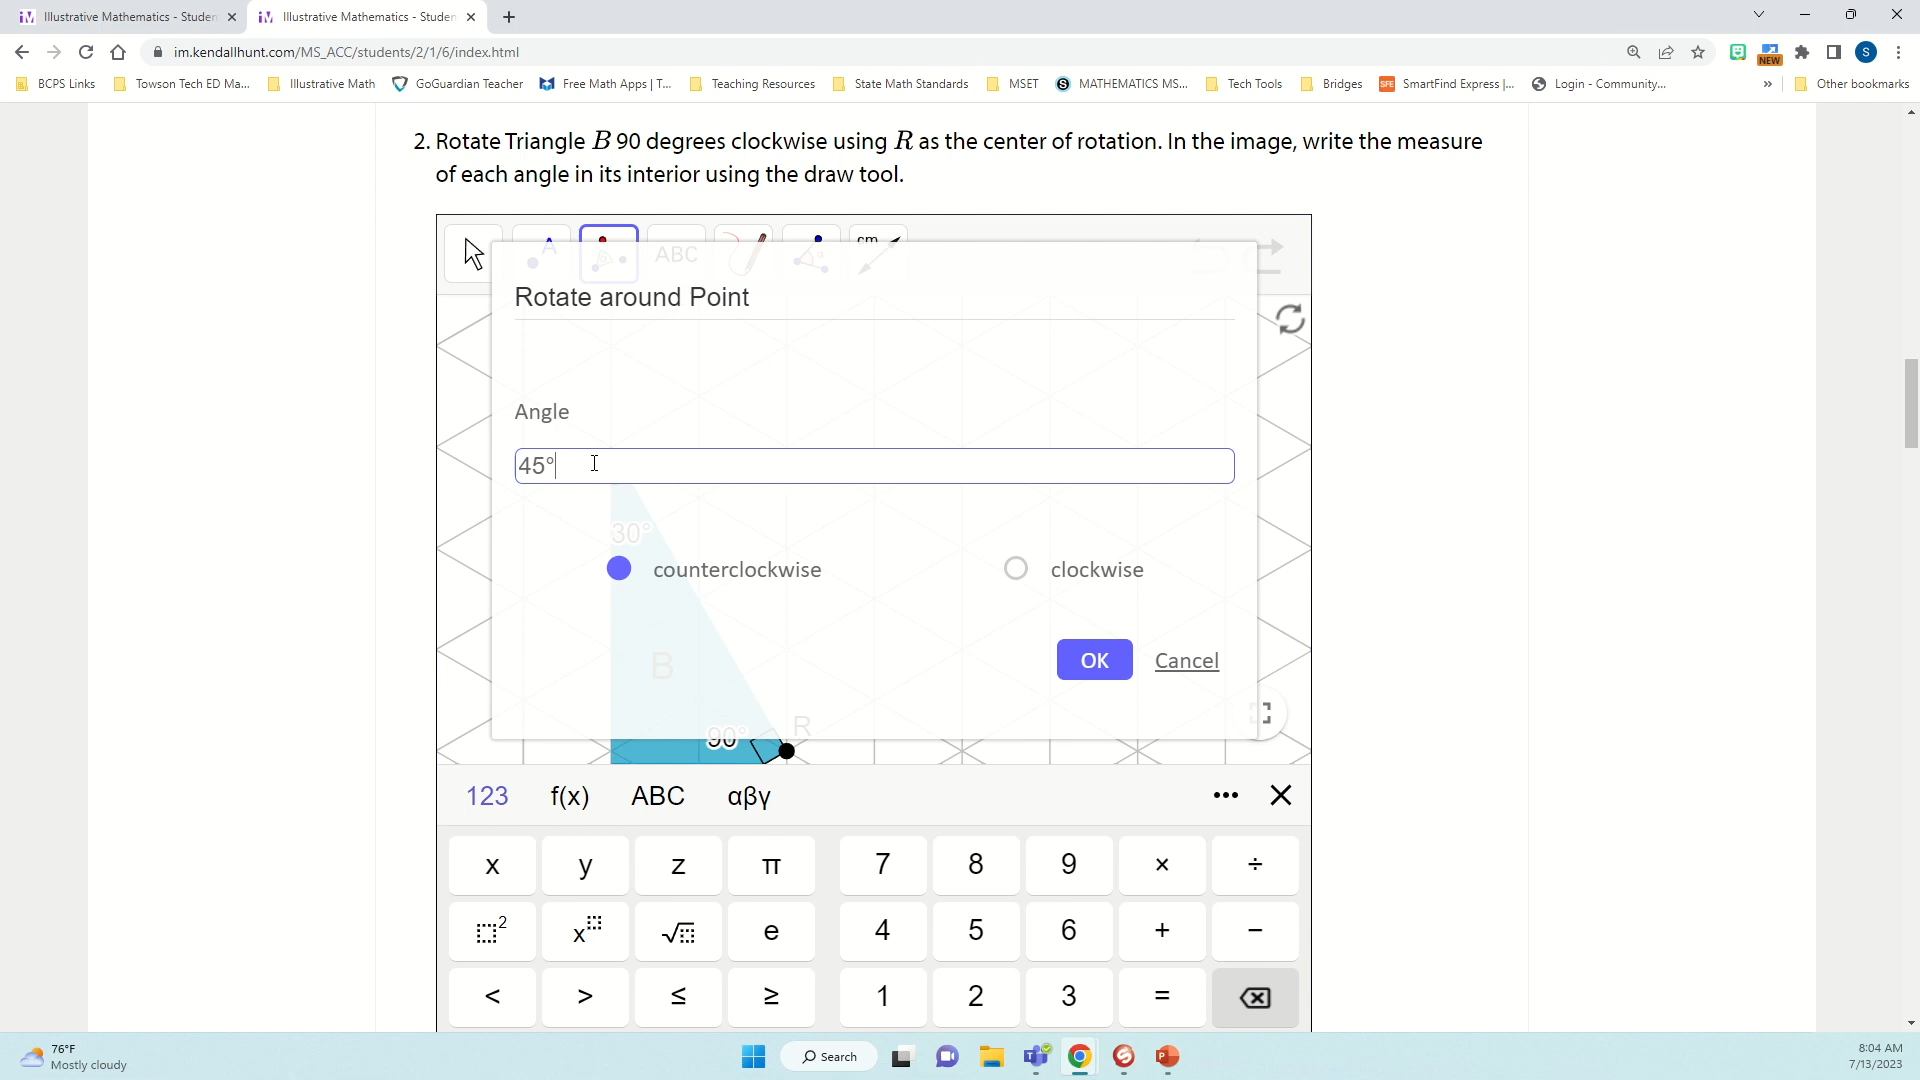 Illustrative Mathematics - Studen
Illustrative Mathematics - Studen
im.kendallhunt.com/MS_ACC/students/2/1/6/index.html
NEW
S
BCPS Links
Towson Tech ED Ma...
Illustrative Math
GoGuardian Teacher
Free Math Apps | T...
Teaching Resources
State Math Standards
MSET
MATHEMATICS MS...
Tech Tools
Bridges
SFE
SmartFind Express |...
Login - Community...
»
Other bookmarks
2. Rotate Triangle B 90 degrees clockwise using R as the center of rotation. In the image, write the measure
of each angle in its interior using the draw tool.
A
ABC
cm
Rotate around Point
Angle
45°
30°
counterclockwise
clockwise
B
OK
Cancel
R
90°
123
f(x)
ABC
αβγ
x y z π 7 8 9 × ÷
2 x √ e 4 5 6 + −
< > ≤ ≥ 1 2 3 =
76°F
Mostly cloudy
Search
8:04 AM
7/13/2023